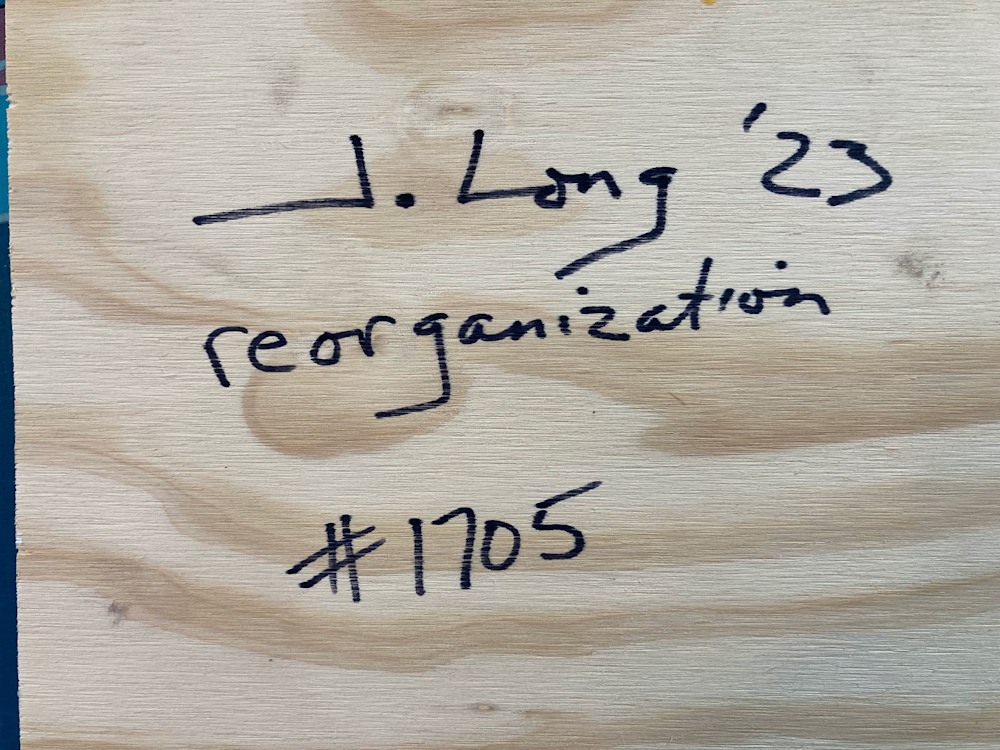 J. Long '23
reorganization
#1705